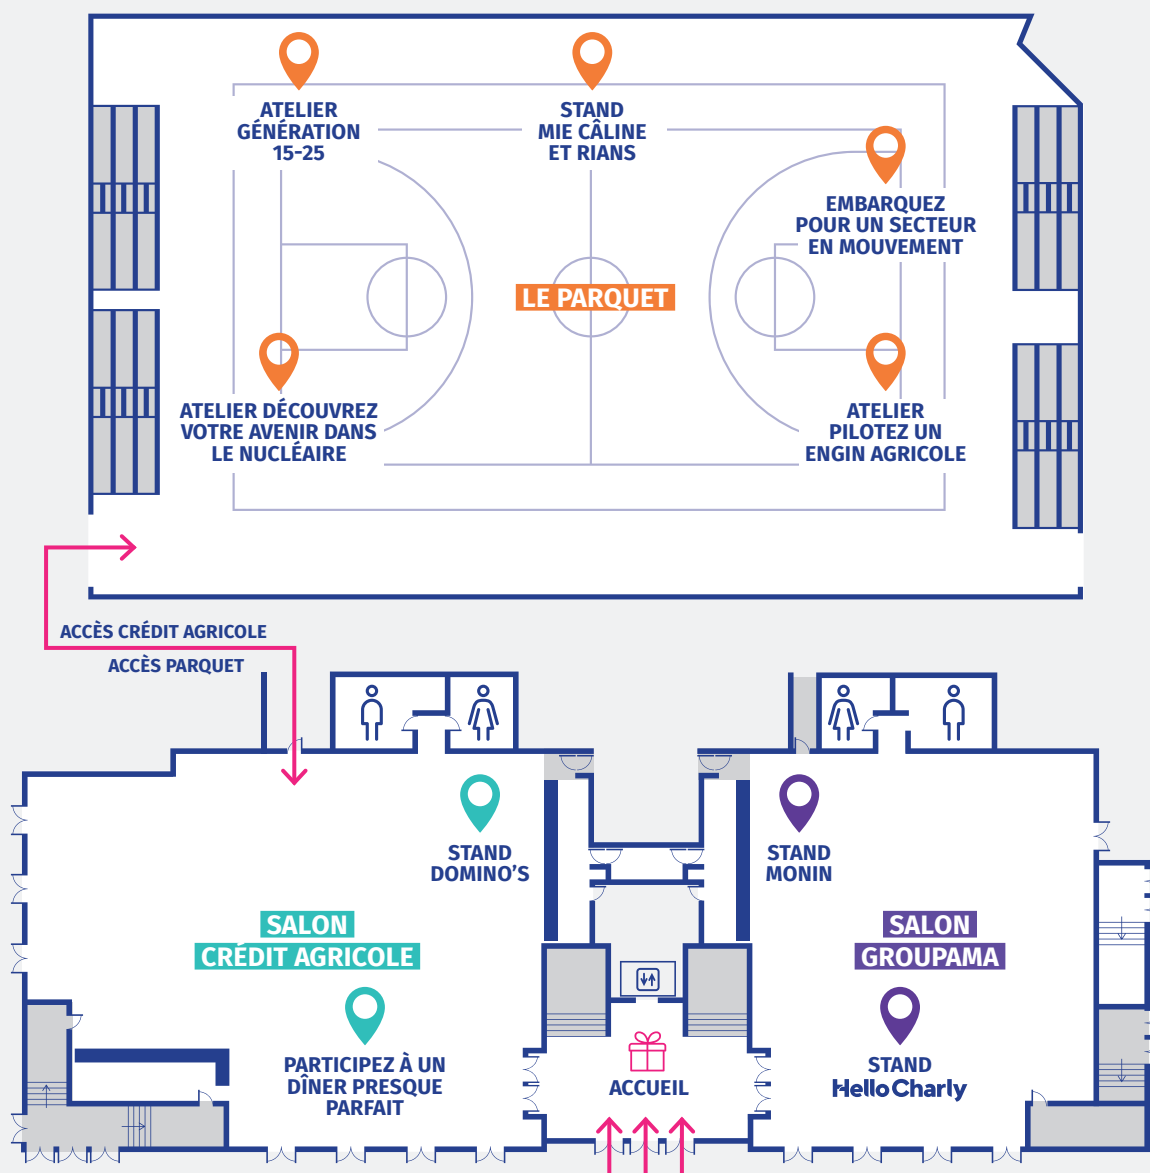 ATELIER
GÉNÉRATION
15-25
STAND
MIE CÂLINE
ET RIANS
EMBARQUEZ
POUR UN SECTEUR
EN MOUVEMENT
LE PARQUET
ATELIER DÉCOUVREZ
VOTRE AVENIR DANS
LE NUCLÉAIRE
ATELIER
PILOTEZ UN
ENGIN AGRICOLE
ACCÈS CRÉDIT AGRICOLE
ACCÈS PARQUET
STAND
DOMINO'S
STAND
MONIN
SALON
CRÉDIT AGRICOLE
SALON
GROUPAMA
PARTICIPEZ À UN
DÎNER PRESQUE
PARFAIT
ACCUEIL
STAND
HelloCharly